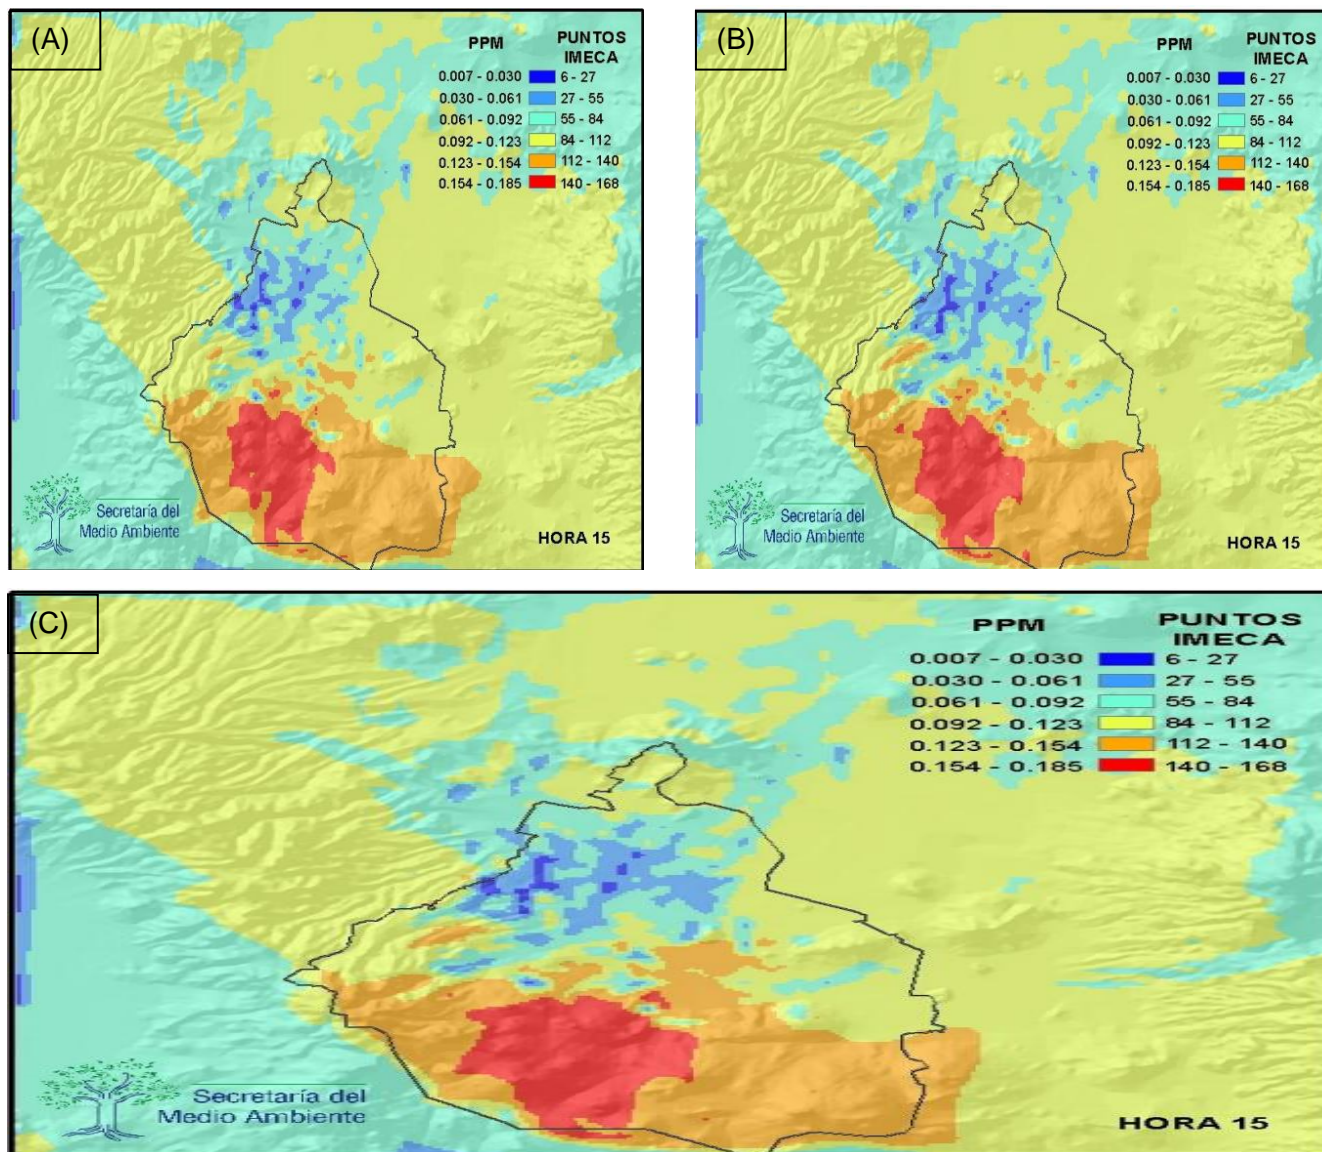 (A)
PPM PUNTOS IMECA
0.007 - 0.030 6 - 27
0.030 - 0.061 27 - 55
0.061 - 0.092 55 - 84
0.092 - 0.123 84 - 112
0.123 - 0.154 112 - 140
0.154 - 0.185 140 - 168
Secretaría del
Medio Ambiente
HORA 15
(B)
PPM PUNTOS IMECA
0.007 - 0.030 6 - 27
0.030 - 0.061 27 - 55
0.061 - 0.092 55 - 84
0.092 - 0.123 84 - 112
0.123 - 0.154 112 - 140
0.154 - 0.185 140 - 168
Secretaría del
Medio Ambiente
HORA 15
(C)
PPM PUNTOS IMECA
0.007 - 0.030 6 - 27
0.030 - 0.061 27 - 55
0.061 - 0.092 55 - 84
0.092 - 0.123 84 - 112
0.123 - 0.154 112 - 140
0.154 - 0.185 140 - 168
Secretaría del
Medio Ambiente
HORA 15